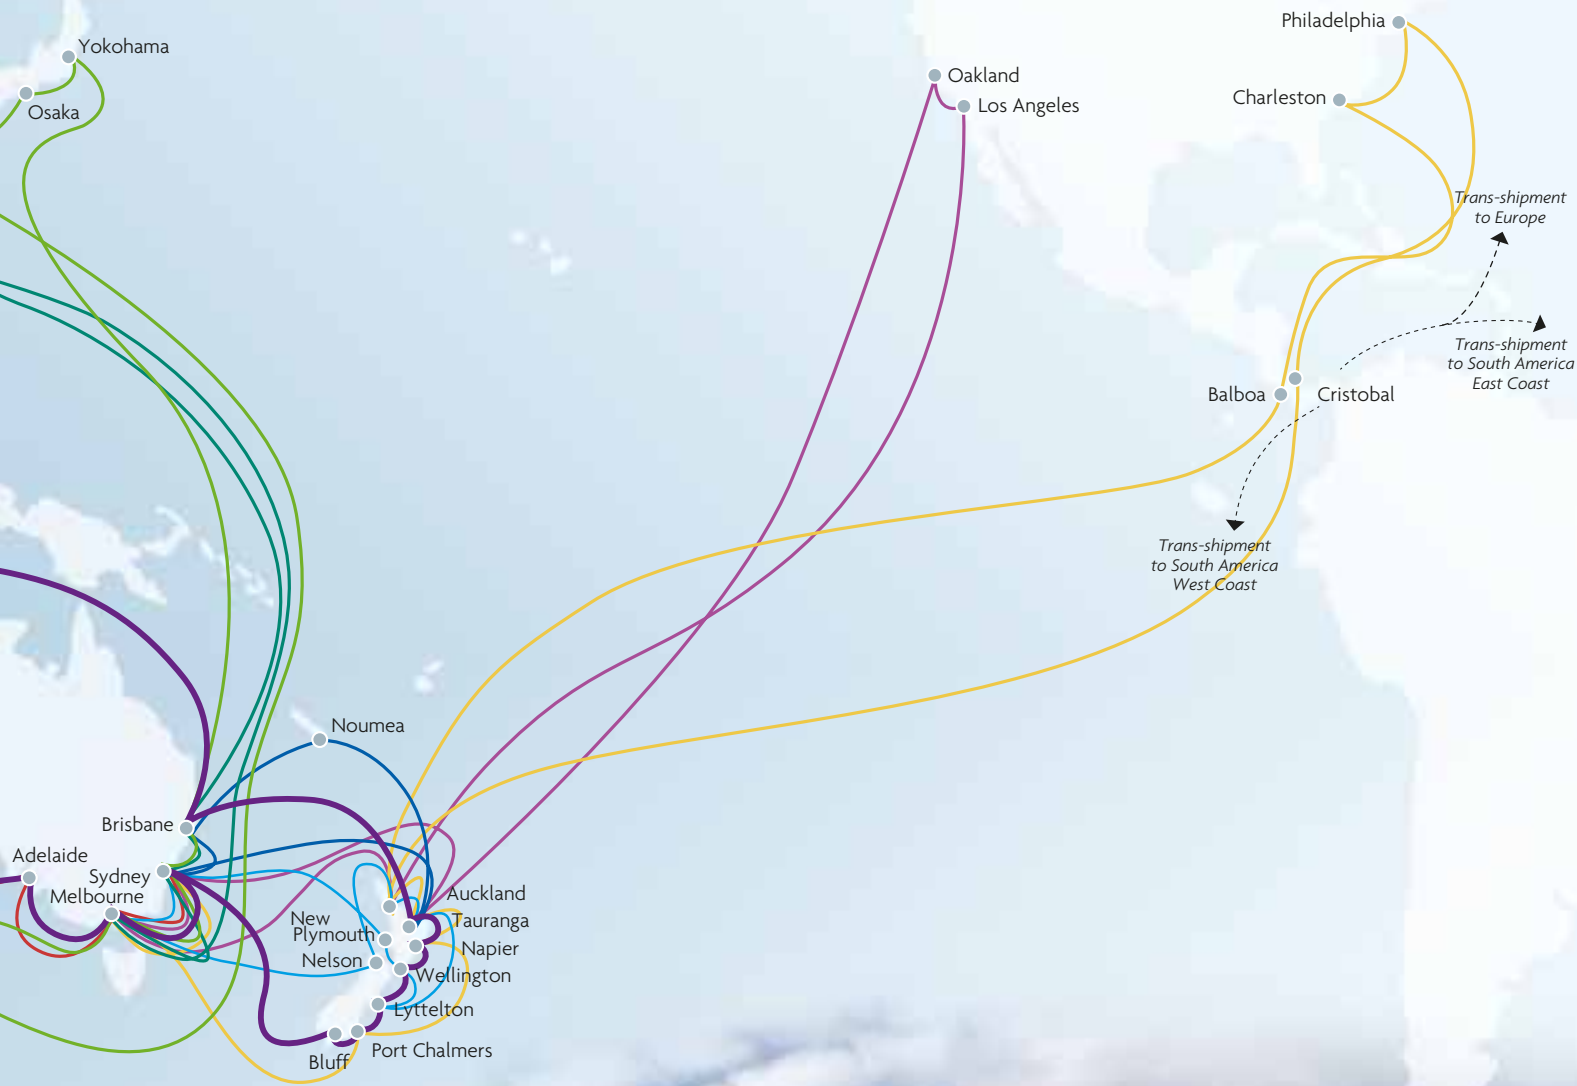 Philadelphia
Yokohama
Oakland
Los Angeles
Charleston
Osaka
Trans-shipment
to Europe
Trans-shipment
to South America
East Coast
Balboa
Cristobal
Trans-shipment
to South America
West Coast
Noumea
Brisbane
Adelaide
Sydney
Melbourne
Auckland
New
Plymouth
Tauranga
Napier
Nelson
Wellington
Lyttelton
Port Chalmers
Bluff